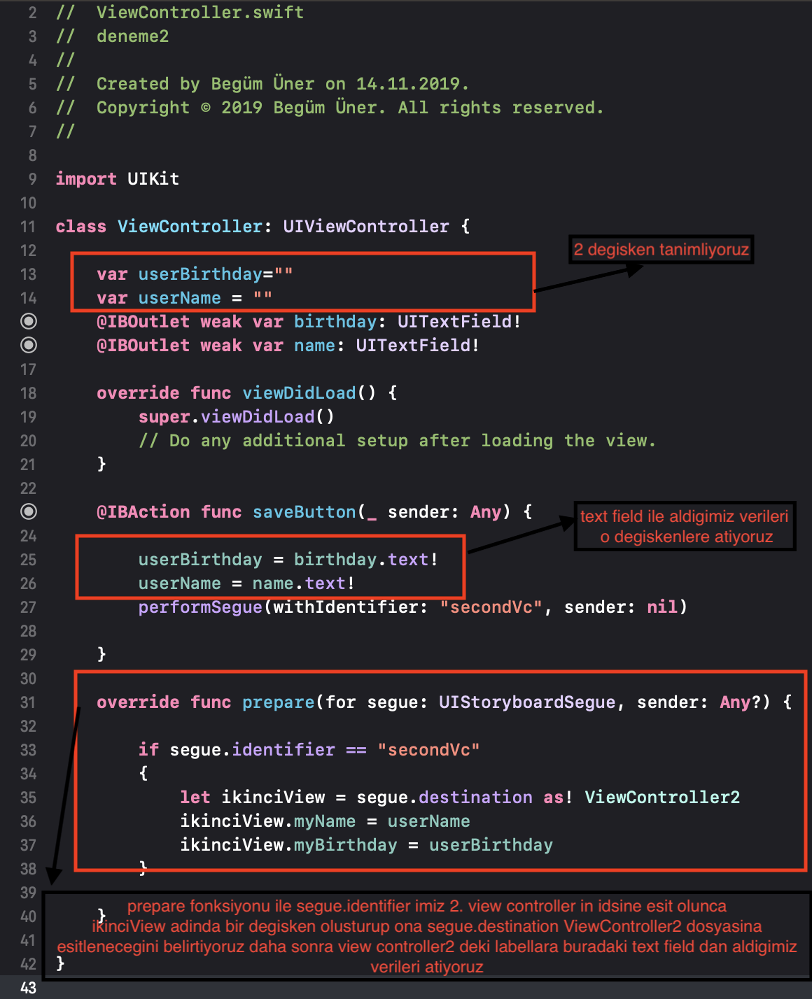 2 //  ViewController.swift
3 //  deneme2
4 //
5 //  Created by Begüm Üner on 14.11.2019.
6 //  Copyright © 2019 Begüm Üner. All rights reserved.
7 //
8
9 import UIKit
10
11 class ViewController: UIViewController {
12
2 degisken tanimliyoruz
13     var userBirthday=""
14     var userName = ""
@IBOutlet weak var birthday: UITextField!
@IBOutlet weak var name: UITextField!
17
18     override func viewDidLoad() {
19         super.viewDidLoad()
20         // Do any additional setup after loading the view.
21     }
22
@IBAction func saveButton(_ sender: Any) {
text field ile aldigimiz verileri
o degiskenlere atiyoruz
24
25         userBirthday = birthday.text!
26         userName = name.text!
27         performSegue(withIdentifier: "secondVc", sender: nil)
28
29     }
30
31     override func prepare(for segue: UIStoryboardSegue, sender: Any?) {
32
33         if segue.identifier == "secondVc"
34         {
35             let ikinciView = segue.destination as! ViewController2
36             ikinciView.myName = userName
37             ikinciView.myBirthday = userBirthday
38         }
39
40     }
41
42 }
43
prepare fonksiyonu ile segue.identifier imiz 2. view controller in idsine esit olunca
ikinciView adinda bir degisken olusturup ona segue.destination ViewController2 dosyasina
esitlenecegini belirtiyoruz daha sonra view controller2 deki labellara buradaki text field dan aldigimiz
verileri atiyoruz